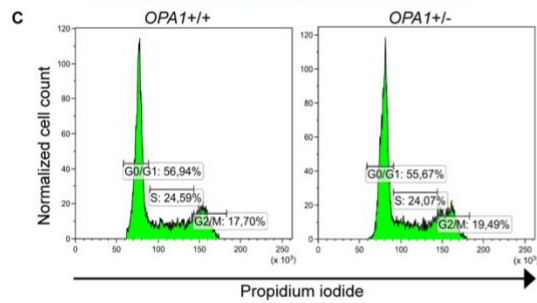 C
OPA1+/+
OPA1+/-
Normalized cell count
120
100
80
60
40
20
0
G0/G1: 56,94%
S: 24,59%
G2/M: 17,70%
0 50 100 150 200 250
(x 10³)
120
100
80
60
40
20
0
G0/G1: 55,67%
S: 24,07%
G2/M: 19,49%
0 50 100 150 200 250
(x 10³)
Propidium iodide